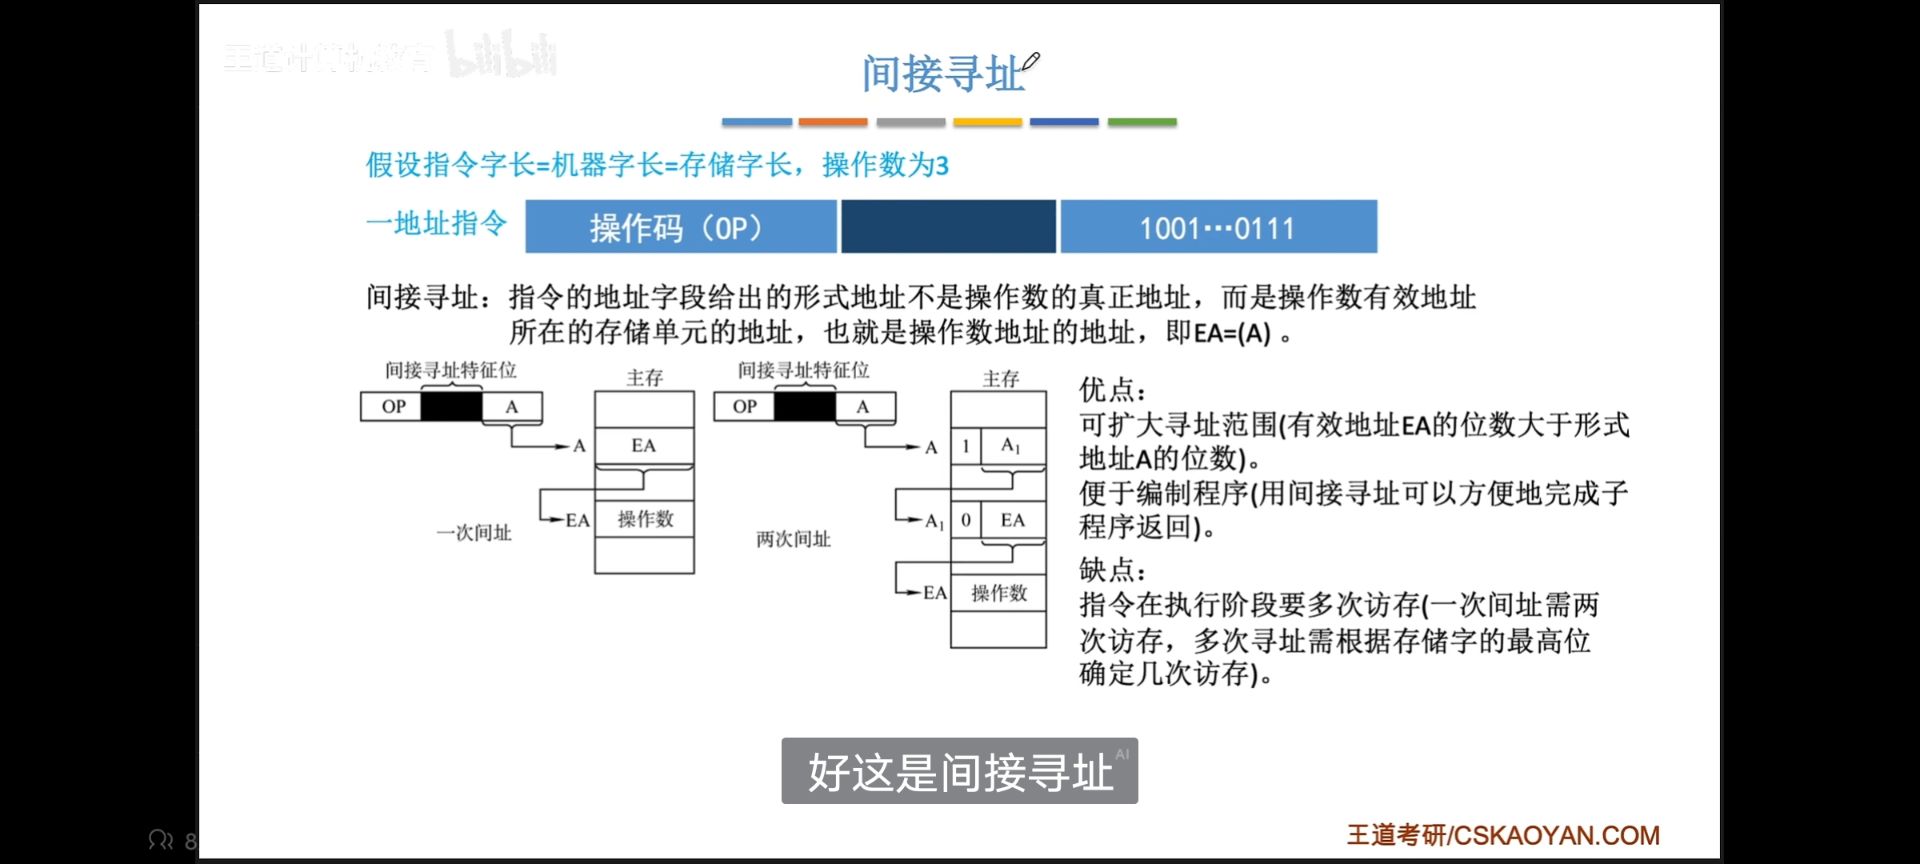 王道计算机教育 bilibili
间接寻址
假设指令字长=机器字长=存储字长，操作数为3
一地址指令 操作码（OP） 1001…0111
间接寻址：指令的地址字段给出的形式地址不是操作数的真正地址，而是操作数有效地址
所在的存储单元的地址，也就是操作数地址的地址，即EA=(A) 。
间接寻址特征位
OP A
主存
A EA
EA 操作数
一次间址
间接寻址特征位
OP A
主存
A 1 A₁
A₁ 0 EA
EA 操作数
两次间址
优点：
可扩大寻址范围(有效地址EA的位数大于形式
地址A的位数)。
便于编制程序(用间接寻址可以方便地完成子
程序返回)。
缺点：
指令在执行阶段要多次访存(一次间址需两
次访存，多次寻址需根据存储字的最高位
确定几次访存)。
好这是间接寻址 AI
王道考研/CSKAOYAN.COM
8